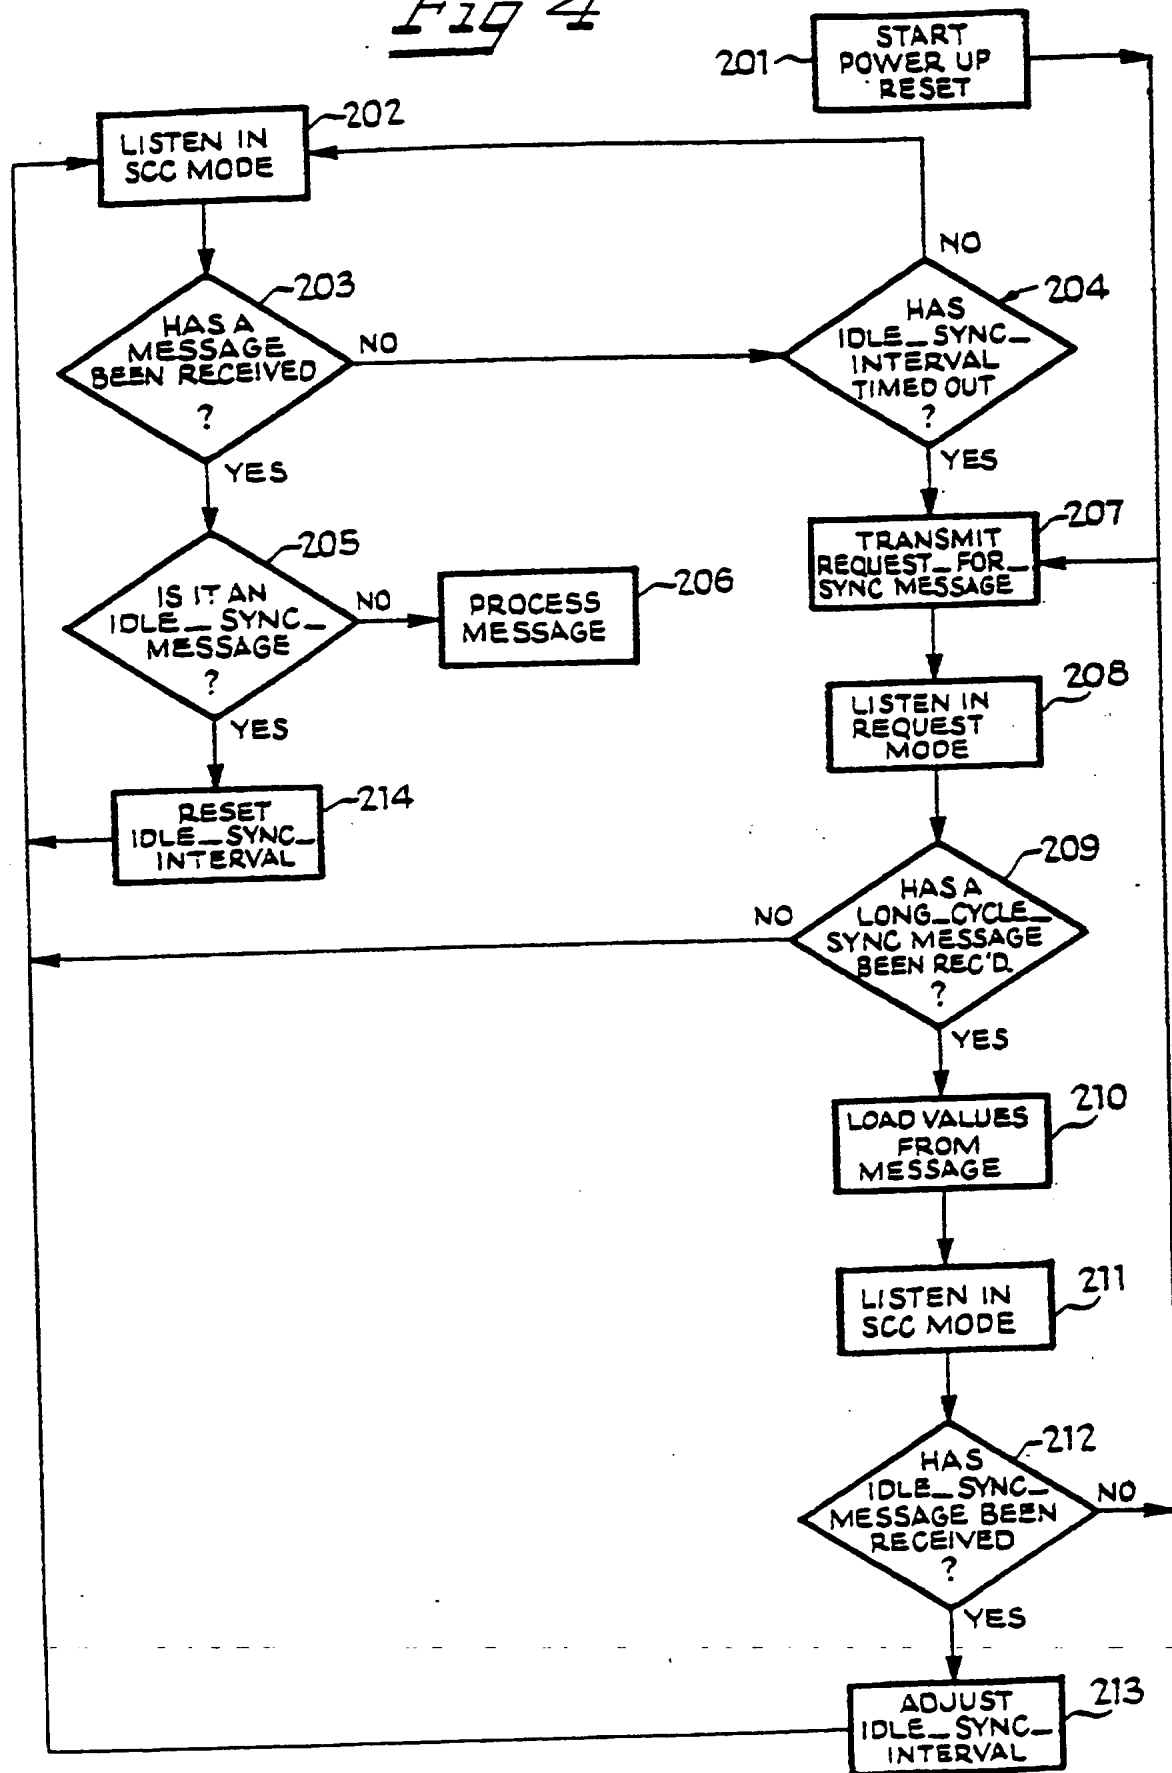 Fig 4
201
START
POWER UP
RESET
202
LISTEN IN
SCC MODE
NO
203
HAS A
MESSAGE
BEEN RECEIVED
?
NO
204
HAS
IDLE_SYNC_
INTERVAL
TIMED OUT
?
YES
YES
205
IS IT AN
IDLE_SYNC_
MESSAGE
?
NO
206
PROCESS
MESSAGE
207
TRANSMIT
REQUEST_FOR_
SYNC MESSAGE
208
LISTEN IN
REQUEST
MODE
YES
214
RESET
IDLE_SYNC_
INTERVAL
209
HAS A
LONG_CYCLE_
SYNC MESSAGE
BEEN REC'D.
?
NO
YES
210
LOAD VALUES
FROM
MESSAGE
211
LISTEN IN
SCC MODE
212
HAS
IDLE_SYNC_
MESSAGE BEEN
RECEIVED
?
NO
YES
213
ADJUST
IDLE_SYNC_
INTERVAL